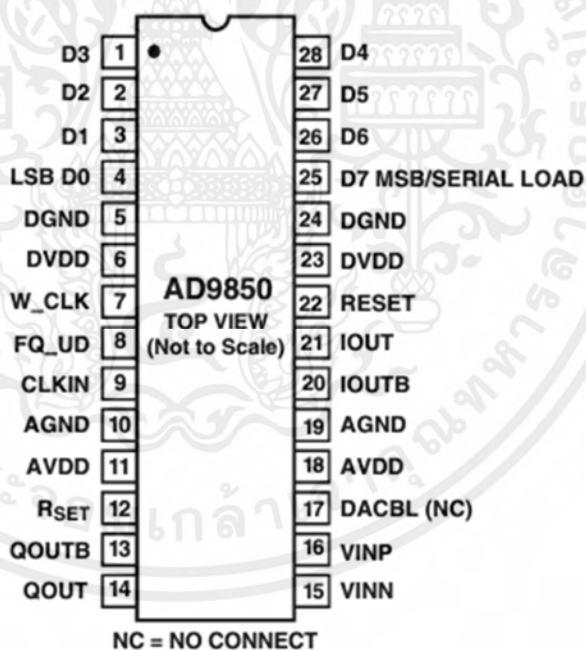 D3 1 28 D4
D2 2 27 D5
D1 3 26 D6
LSB D0 4 25 D7 MSB/SERIAL LOAD
DGND 5 24 DGND
DVDD 6 23 DVDD
W_CLK 7 22 RESET
FQ_UD 8 21 IOUT
CLKIN 9 20 IOUTB
AGND 10 19 AGND
AVDD 11 18 AVDD
RSET 12 17 DACBL (NC)
QOUTB 13 16 VINP
QOUT 14 15 VINN
AD9850
TOP VIEW
(Not to Scale)
NC = NO CONNECT